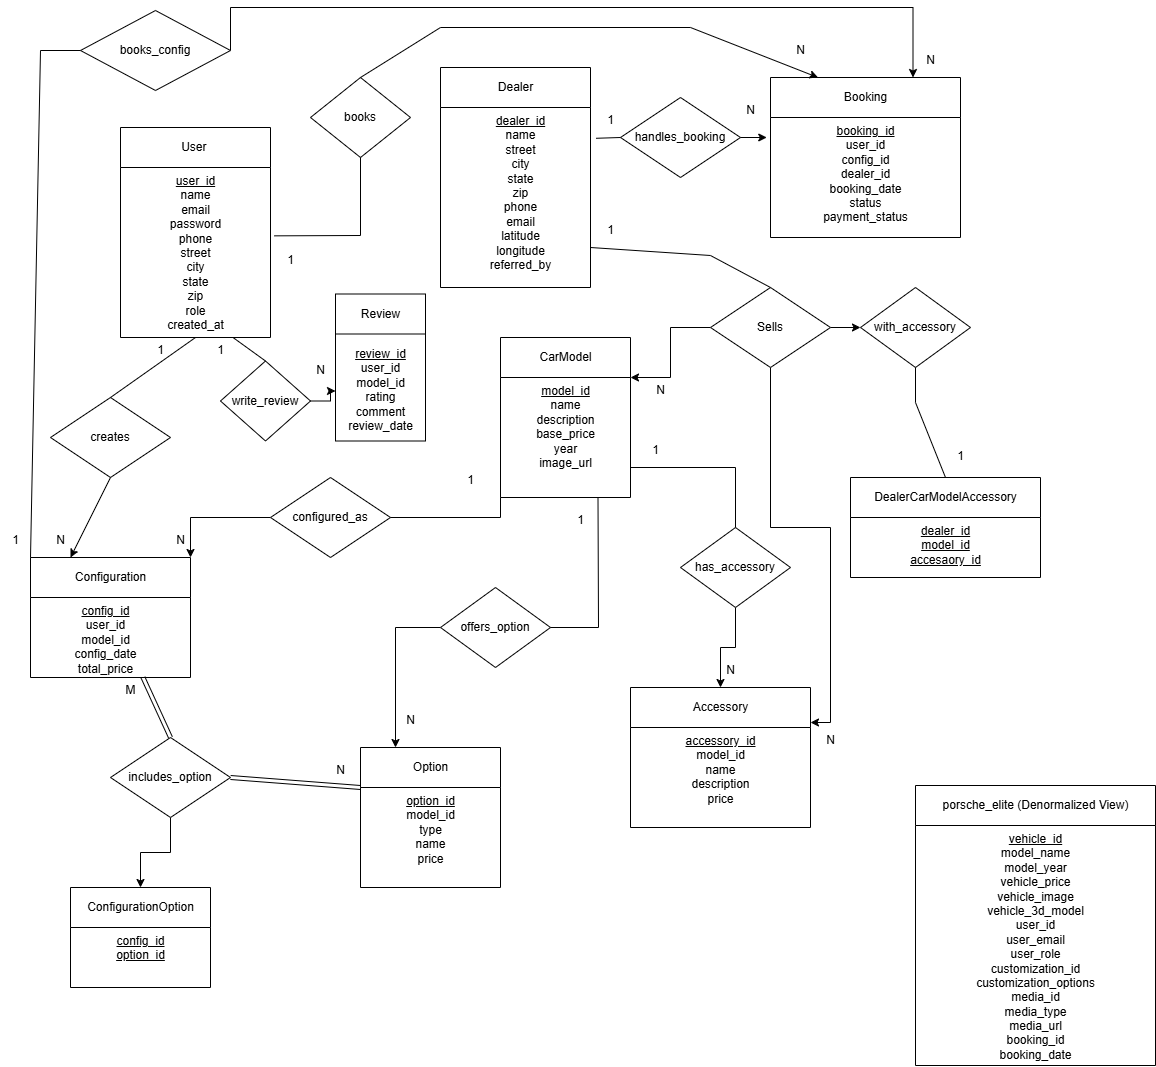 books_config
N
N
books
Dealer
dealer_id
name
street
city
state
zip
phone
email
latitude
longitude
referred_by
1
handles_booking
N
Booking
booking_id
user_id
config_id
dealer_id
booking_date
status
payment_status
User
user_id
name
email
password
phone
street
city
state
zip
role
created_at
1
1
Review
review_id
user_id
model_id
rating
comment
review_date
1
1
N
write_review
creates
Sells
with_accessory
CarModel
model_id
name
description
base_price
year
image_url
N
1
1
DealerCarModelAccessory
dealer_id
model_id
accesaory_id
1
configured_as
1
1
N
N
has_accessory
Configuration
config_id
user_id
model_id
config_date
total_price
offers_option
M
N
N
N
Accessory
accessory_id
model_id
name
description
price
includes_option
N
Option
option_id
model_id
type
name
price
ConfigurationOption
config_id
option_id
porsche_elite (Denormalized View)
vehicle_id
model_name
model_year
vehicle_price
vehicle_image
vehicle_3d_model
user_id
user_email
user_role
customization_id
customization_options
media_id
media_type
media_url
booking_id
booking_date